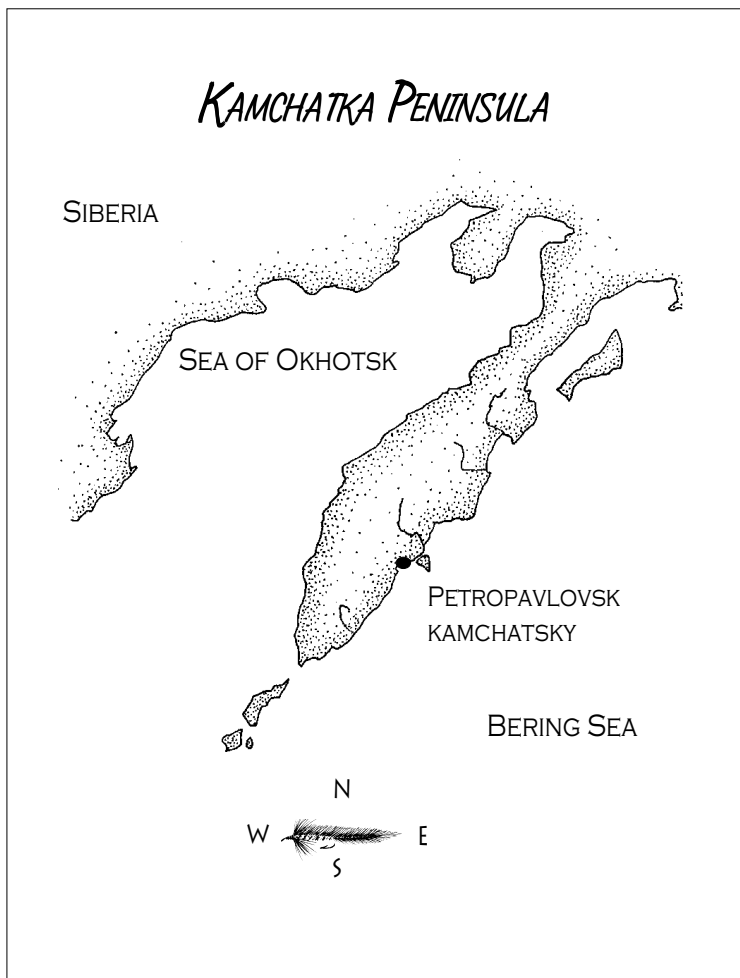 KAMCHATKA PENINSULA
SIBERIA
SEA OF OKHOTSK
PETROPAVLOVSK
KAMCHATSKY
BERING SEA
N
W E
S